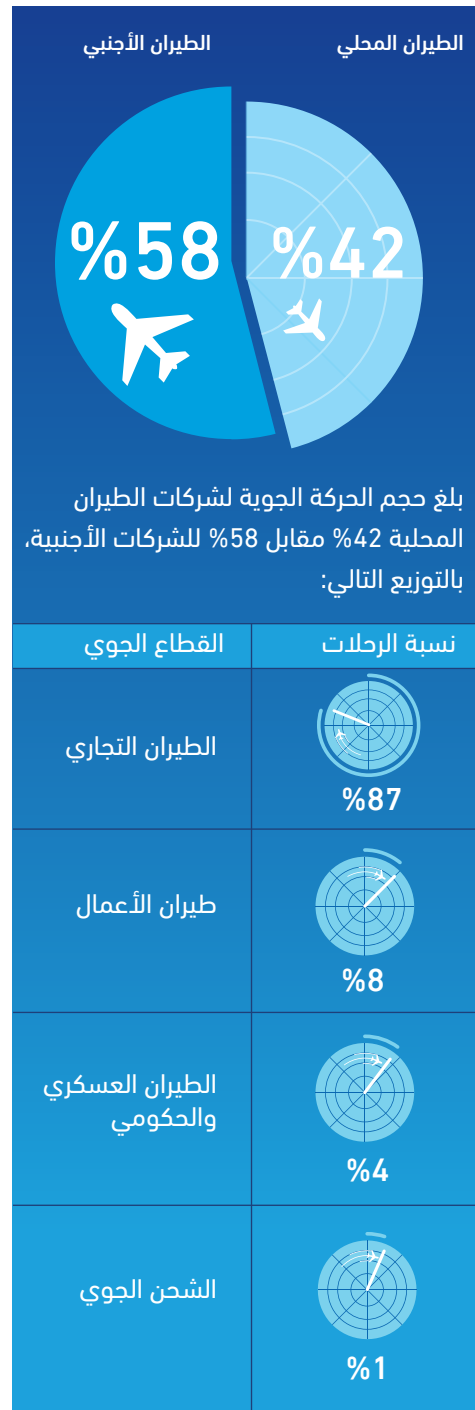 الطيران المحلي
الطيران الأجنبي
%42
%58
بلغ حجم الحركة الجوية لشركات الطيران
المحلية 42% مقابل 58% للشركات الأجنبية،
بالتوزيع التالي:
نسبة الرحلات
القطاع الجوي
%87
الطيران التجاري
%8
طيران الأعمال
%4
الطيران العسكري
والحكومي
%1
الشحن الجوي